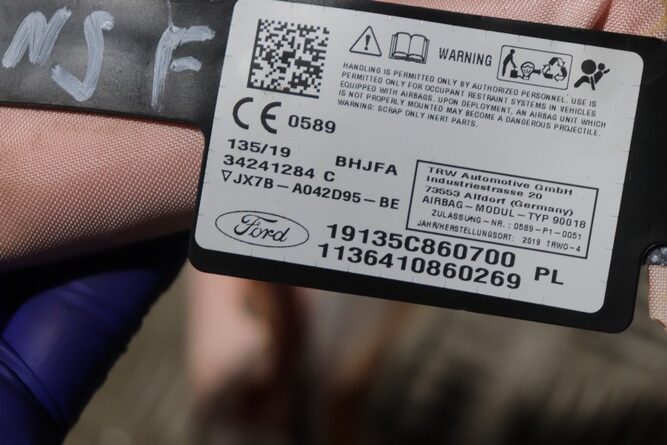 NSF
WARNING
HANDLING IS PERMITTED ONLY BY AUTHORIZED PERSONNEL. USE IS
PERMITTED ONLY FOR OCCUPANT RESTRAINT SYSTEMS IN VEHICLES
EQUIPPED WITH AIRBAGS. UPON DEPLOYMENT, AN AIRBAG UNIT WHICH
IS NOT PROPERLY MOUNTED MAY BECOME A DANGEROUS PROJECTILE.
WARNING: SCRAP ONLY INERT PARTS.
CE 0589
135/19 BHJFA
34241284 C
▽JX7B-A042D95-BE
TRW Automotive GmbH
Industriestrasse 20
73553 Alfdorf (Germany)
AIRBAG-MODUL-TYP 90018
ZULASSUNG-NR.: 0589-P1-0051
JAHR/HERSTELLUNGSORT: 2019 TRWO-4
Ford
19135C860700
1136410860269 PL